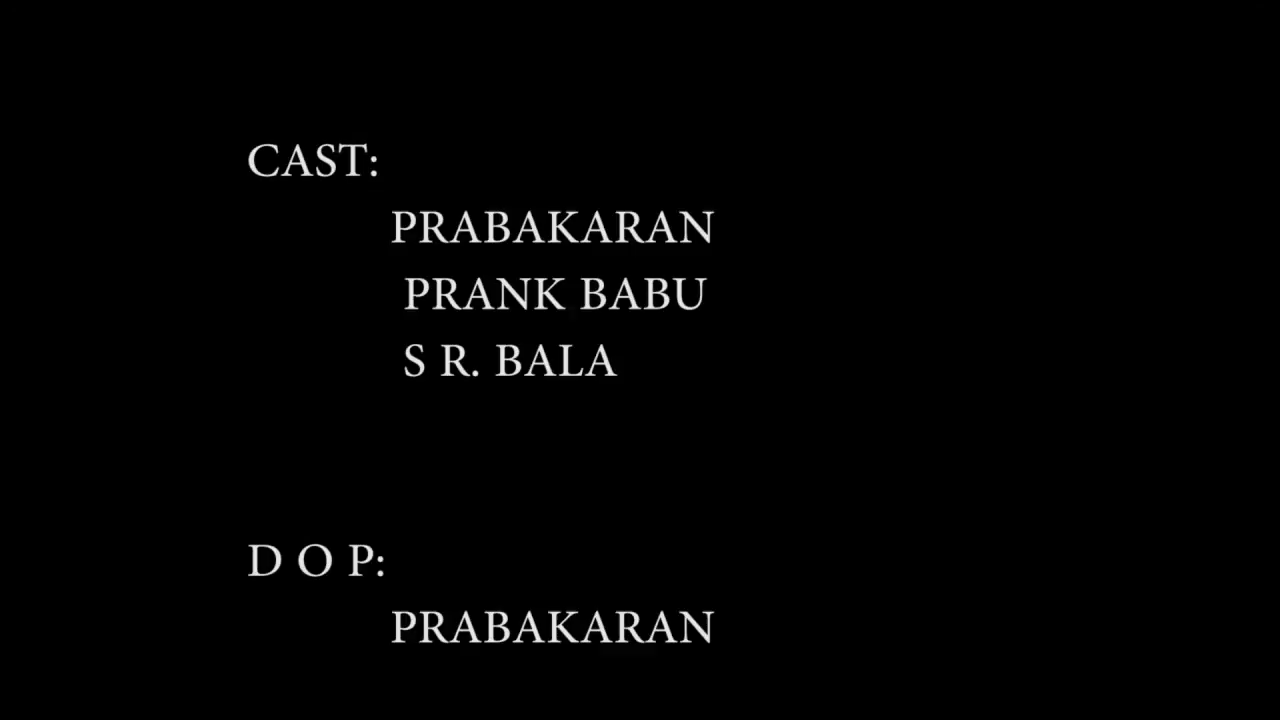 CAST:
PRABAKARAN
PRANK BABU
S R. BALA
D O P:
PRABAKARAN